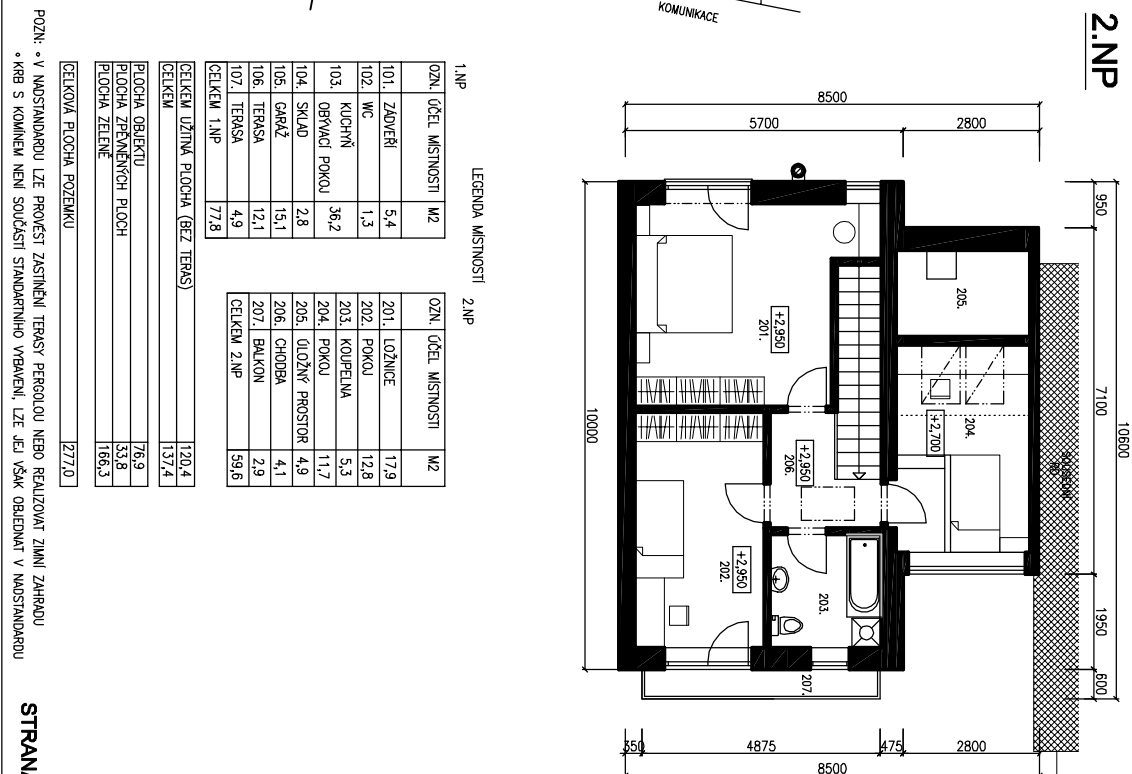 2.NP
KOMUNIKACE
8500
5700
2800
950
7100
10600
1950
600
10000
+2,950
201.
205.
204.
+2,700
+2,950
206.
+2,950
202.
203.
207.
350
4875
475
2800
8500
LEGENDA MÍSTNOSTÍ
1.NP
OZN. ÚČEL MÍSTNOSTI M2
101. ZÁDVEŘÍ 5,4
102. WC 1,3
KUCHYŇ
103. OBÝVACÍ POKOJ 36,2
104. SKLAD 2,8
105. GARÁŽ 15,1
106. TERASA 12,1
107. TERASA 4,9
CELKEM 1.NP 77,8
2.NP
OZN. ÚČEL MÍSTNOSTI M2
201. LOŽNICE 17,9
202. POKOJ 12,8
203. KOUPELNA 5,3
204. POKOJ 11,7
205. ÚLOŽNÝ PROSTOR 4,9
206. CHODBA 4,1
207. BALKON 2,9
CELKEM 2.NP 59,6
CELKEM UŽITNÁ PLOCHA (BEZ TERAS) 120,4
CELKEM 137,4
PLOCHA OBJEKTU 76,9
PLOCHA ZPEVNĚNÝCH PLOCH 33,8
PLOCHA ZELENĚ 166,3
CELKOVÁ PLOCHA POZEMKU 277,0
POZN: • V NADSTANDARDU LZE PROVÉST ZASTÍNĚNÍ TERASY PERGOLOU NEBO REALIZOVAT ZIMNÍ ZAHRADU
• KRB S KOMÍNEM NENÍ SOUČÁSTÍ STANDARTNÍHO VYBAVENÍ, LZE JEJ VŠAK OBJEDNAT V NADSTANDARDU
STRANA